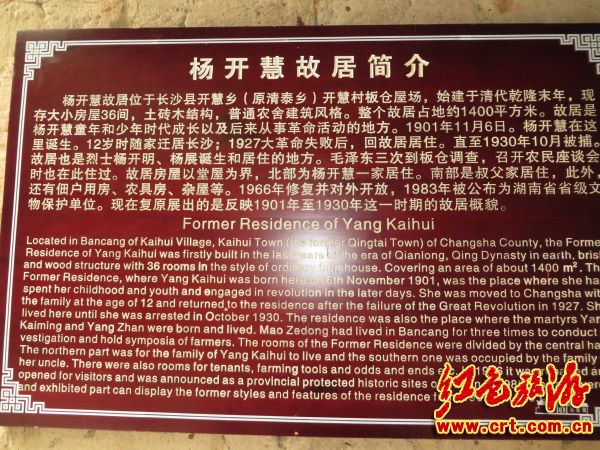 杨开慧故居简介
杨开慧故居位于长沙县开慧乡（原清泰乡）开慧村板仓屋场，始建于清代乾隆末年，现
存大小房屋36间，土砖木结构，普通农舍建筑风格。整个故居占地约1400平方米。故居是
杨开慧童年和少年时代成长以及后来从事革命活动的地方。1901年11月6日。杨开慧在这
里诞生。12岁时随家迁居长沙；1927大革命失败后，回故居居住。直至1930年10月被捕。
故居也是烈士杨开明、杨展诞生和居住的地方。毛泽东三次到板仓调查，召开农民座谈会
时也在此住过。故居房屋以堂屋为界，北部为杨开慧一家居住。南部是叔父家居住，此外，
还有佃户用房、农具房、杂屋等。1966年修复并对外开放，1983年被公布为湖南省省级文
物保护单位。现在复原展出的是反映1901年至1930年这一时期的故居概貌。
Former Residence of Yang Kaihui
Located in Bancang of Kaihui Village, Kaihui Town (the former Qingtai Town) of Changsha County, the Forme
Residence of Yang Kaihui was firstly built in the last years of the era of Qianlong, Qing Dynasty in earth, brisk
and wood structure with 36 rooms in the style of ordinary farmhouse. Covering an area of about 1400 m². The
Former Residence, where Yang Kaihui was born here on 6th November 1901, was the place where she ha
spent her childhood and youth and engaged in revolution in the later days. She was moved to Changsha with
the family at the age of 12 and returned to the residence after the failure of the Great Revolution in 1927. Sh
lived here until she was arrested in October 1930. The residence was also the place where the martyrs Yan
Kaiming and Yang Zhan were born and lived. Mao Zedong had lived in Bancang for three times to conduct
vestigation and hold symposia of farmers. The rooms of the Former Residence were divided by the central ha
The northern part was for the family of Yang Kaihui to live and the southern one was occupied by the family
her uncle. There were also rooms for tenants, farming tools and odds and ends
opened for visitors and was announced as a provincial protected historic sites
and exhibited part can display the former styles and features of the residence
红色旅游
www.crt.com.cn